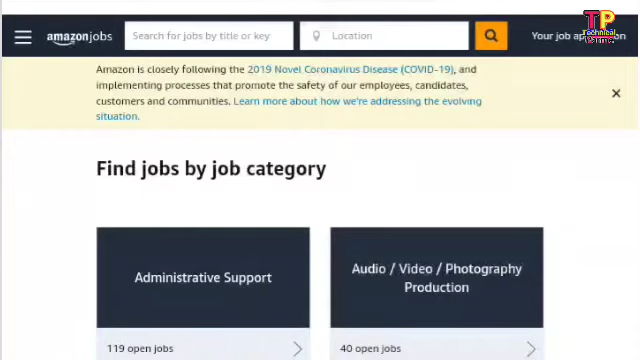 amazon jobs
Search for jobs by title or key
Location
Your job app
TP
Technical
Amazon is closely following the 2019 Novel Coronavirus Disease (COVID-19), and
implementing processes that promote the safety of our employees, candidates,
customers and communities. Learn more about how we're addressing the evolving
situation.
Find jobs by job category
Administrative Support
Audio / Video / Photography
Production
119 open jobs
40 open jobs